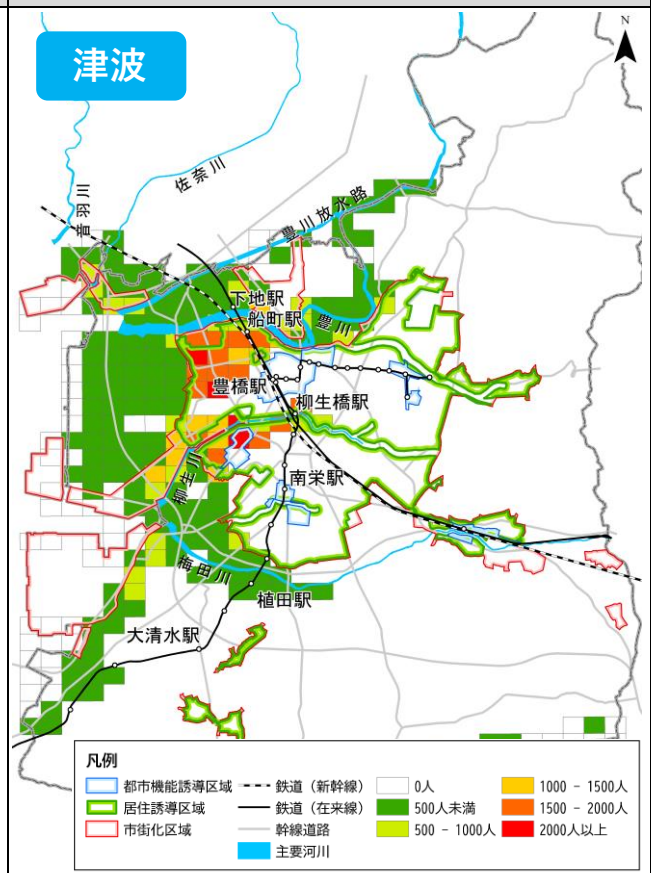 津波
N
佐奈川
音羽川
豊川放水路
下地駅
船町駅
豊川
豊橋駅
柳生橋駅
柳生川
南栄駅
梅田川
植田駅
大清水駅
凡例
都市機能誘導区域
居住誘導区域
市街化区域
鉄道（新幹線）
鉄道（在来線）
幹線道路
主要河川
0人
500人未満
500 - 1000人
1000 - 1500人
1500 - 2000人
2000人以上